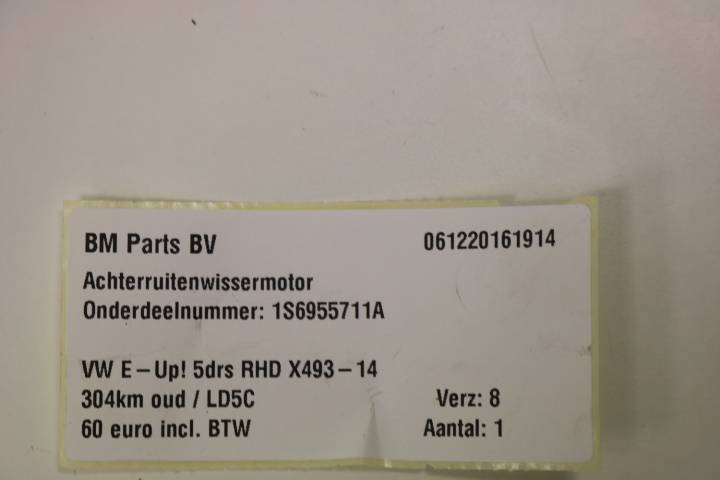 BM Parts BV 061220161914
Achterruitenwissermotor
Onderdeelnummer: 1S6955711A
VW E-Up! 5drs RHD X493-14
304km oud / LD5C Verz: 8
60 euro incl. BTW Aantal: 1